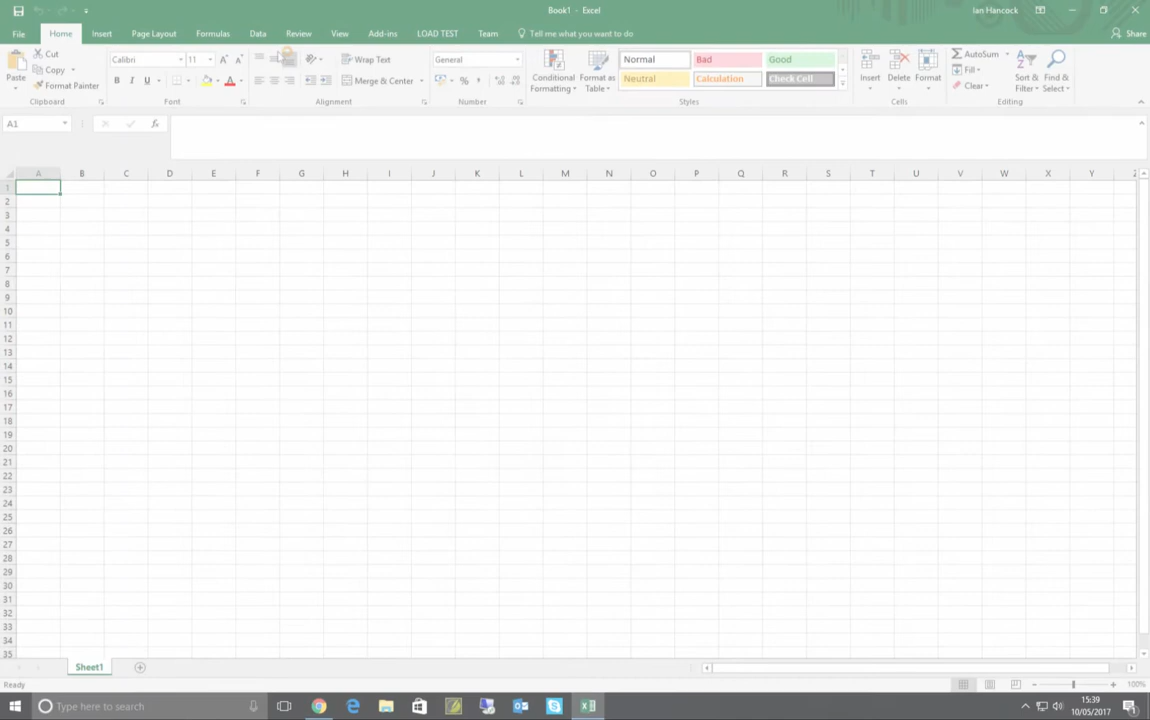 Book1 - Excel
Ian Hancock
File Home Insert Page Layout Formulas Data Review View Add-ins LOAD TEST Team Tell me what you want to do Share
Paste Cut Copy Format Painter
Calibri 11
B I U A
Wrap Text
Merge & Center
General
%
Conditional Formatting
Format as Table
Normal Bad Good
Neutral Calculation Check Cell
Insert Delete Format
AutoSum
Fill
Clear
Sort & Filter
Find & Select
Clipboard Font Alignment Number Styles Cells Editing
A1 fx
A B C D E F G H I J K L M N O P Q R S T U V W X Y
1
2
3
4
5
6
7
8
9
10
11
12
13
14
15
16
17
18
19
20
21
22
23
24
25
26
27
28
29
30
31
32
33
34
35
Sheet1
Ready 100%
Type here to search
15:39
10/05/2017